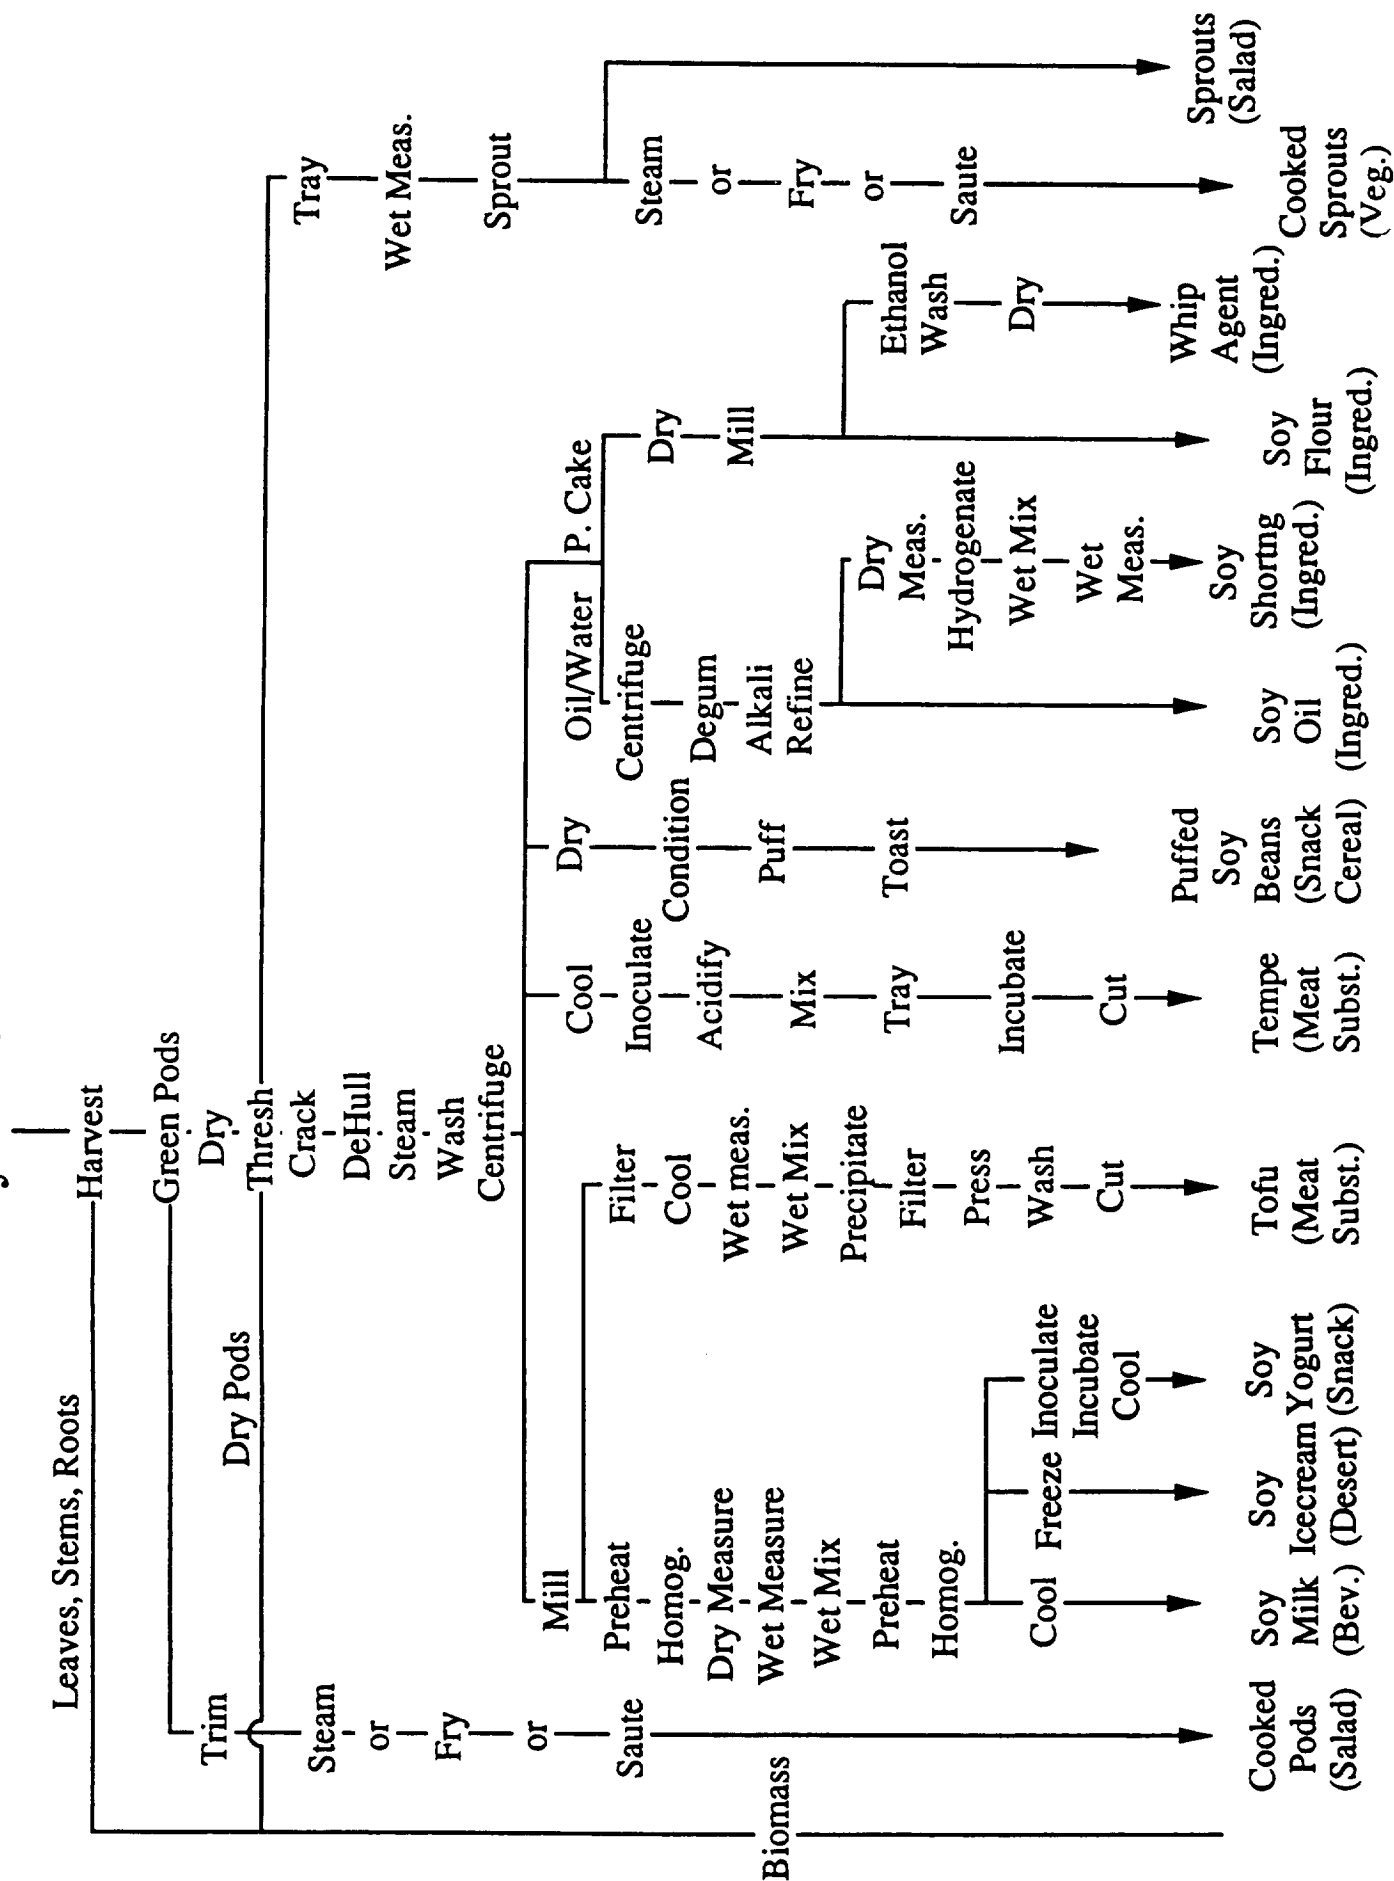 Leaves, Stems, Roots
Harvest
Green Pods
Dry Pods
Dry
Thresh
Crack
DeHull
Steam
Wash
Centrifuge
Biomass
Trim
Steam
or
Fry
or
Saute
Cooked
Pods
(Salad)
Mill
Preheat
Homog.
Dry Measure
Wet Measure
Wet Mix
Preheat
Homog.
Cool
Soy
Milk
(Bev.)
Freeze
Soy
Icecream
(Desert)
Inoculate
Incubate
Cool
Soy
Yogurt
(Snack)
Filter
Cool
Wet meas.
Wet Mix
Precipitate
Filter
Press
Wash
Cut
Tofu
(Meat
Subst.)
Cool
Inoculate
Acidify
Mix
Tray
Incubate
Cut
Tempe
(Meat
Subst.)
Dry
Condition
Puff
Toast
Puffed
Soy
Beans
(Snack
Cereal)
Oil/Water
P. Cake
Centrifuge
Degum
Alkali
Refine
Soy
Oil
(Ingred.)
Dry
Meas.
Hydrogenate
Wet Mix
Wet
Meas.
Soy
Shortng
(Ingred.)
Dry
Mill
Soy
Flour
(Ingred.)
Ethanol
Wash
Dry
Whip
Agent
(Ingred.)
Tray
Wet Meas.
Sprout
Steam
or
Fry
or
Saute
Cooked
Sprouts
(Veg.)
Sprouts
(Salad)